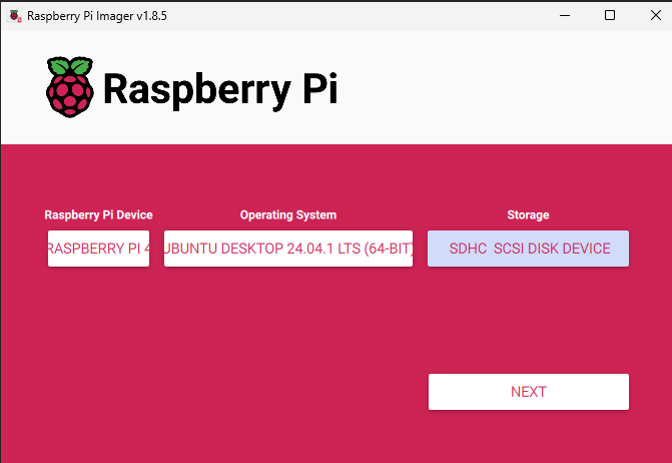 Raspberry Pi Imager v1.8.5
Raspberry Pi
Raspberry Pi Device Operating System Storage
RASPBERRY PI 4 UBUNTU DESKTOP 24.04.1 LTS (64-BIT) SDHC SCSI DISK DEVICE
NEXT